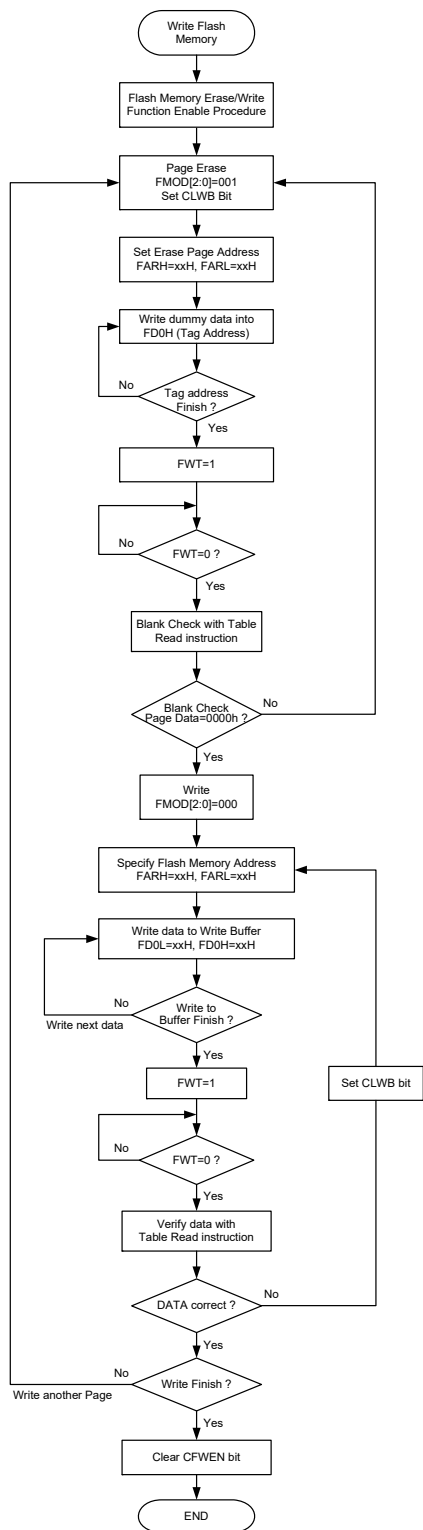 Write Flash
Memory
Flash Memory Erase/Write
Function Enable Procedure
Page Erase
FMOD[2:0]=001
Set CLWB Bit
Set Erase Page Address
FARH=xxH, FARL=xxH
Write dummy data into
FD0H (Tag Address)
No
Tag address
Finish ?
Yes
FWT=1
No
FWT=0 ?
Yes
Blank Check with Table
Read instruction
No
Blank Check
Page Data=0000h ?
Yes
Write
FMOD[2:0]=000
Specify Flash Memory Address
FARH=xxH, FARL=xxH
Write data to Write Buffer
FD0L=xxH, FD0H=xxH
No
Write next data
Write to
Buffer Finish ?
Yes
FWT=1
Set CLWB bit
No
FWT=0 ?
Yes
Verify data with
Table Read instruction
No
DATA correct ?
Yes
No
Write another Page
Write Finish ?
Yes
Clear CFWEN bit
END